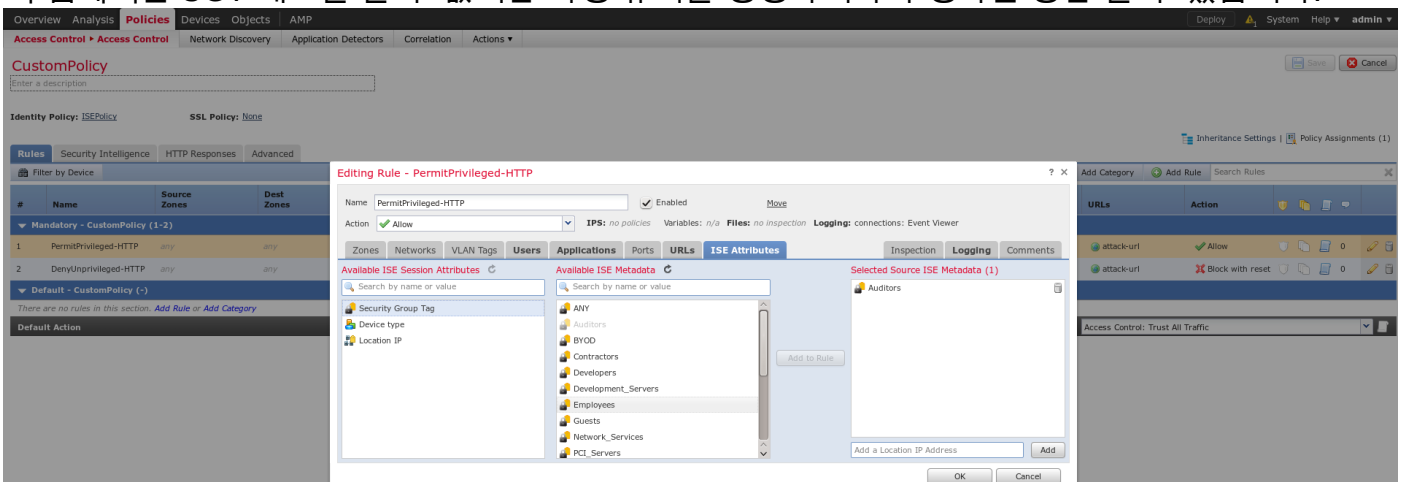 Overview Analysis Policies Devices Objects AMP Deploy 1 System Help ▾ admin ▾
Access Control ▸ Access Control Network Discovery Application Detectors Correlation Actions ▾
CustomPolicy Save Cancel
Enter a description
Identity Policy: ISEPolicy SSL Policy: None
Inheritance Settings | Policy Assignments (1)
Rules Security Intelligence HTTP Responses Advanced
Filter by Device Add Category Add Rule Search Rules
# Name Source Zones Dest Zones URLs Action
Mandatory - CustomPolicy (1-2)
1 PermitPrivileged-HTTP any any attack-url Allow 0
2 DenyUnprivileged-HTTP any any attack-url Block with reset 0
Default - CustomPolicy (-)
There are no rules in this section. Add Rule or Add Category
Default Action Access Control: Trust All Traffic
Editing Rule - PermitPrivileged-HTTP ? ×
Name PermitPrivileged-HTTP Enabled Move
Action Allow IPS: no policies Variables: n/a Files: no inspection Logging: connections: Event Viewer
Zones Networks VLAN Tags Users Applications Ports URLs ISE Attributes Inspection Logging Comments
Available ISE Session Attributes Available ISE Metadata Selected Source ISE Metadata (1)
Search by name or value Search by name or value Auditors
Security Group Tag ANY
Device type Auditors
Location IP BYOD
Contractors Add to Rule
Developers
Development_Servers
Employees
Guests
Network_Services
PCI_Servers Add a Location IP Address Add
OK Cancel